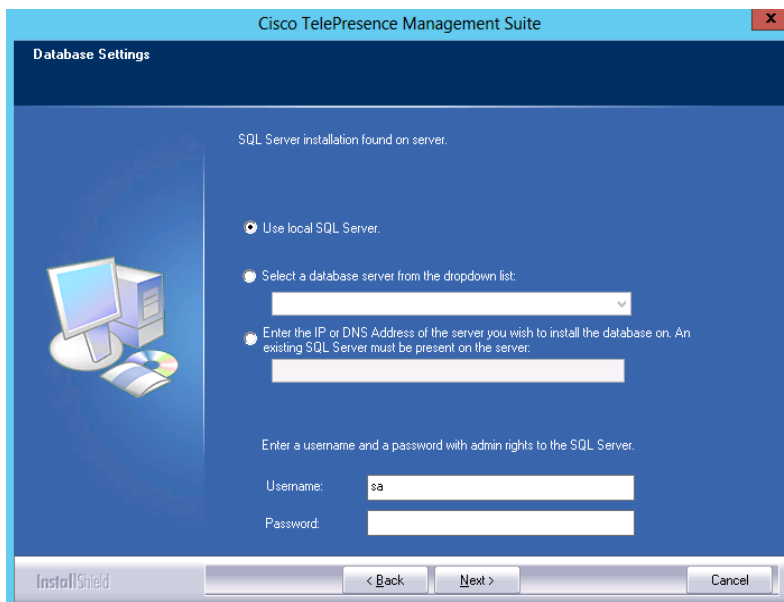 Cisco TelePresence Management Suite
x
Database Settings
SQL Server installation found on server.
Use local SQL Server.
Select a database server from the dropdown list:
Enter the IP or DNS Address of the server you wish to install the database on. An
existing SQL Server must be present on the server:
Enter a username and a password with admin rights to the SQL Server.
Username:
sa
Password:
InstallShield
< Back
Next >
Cancel